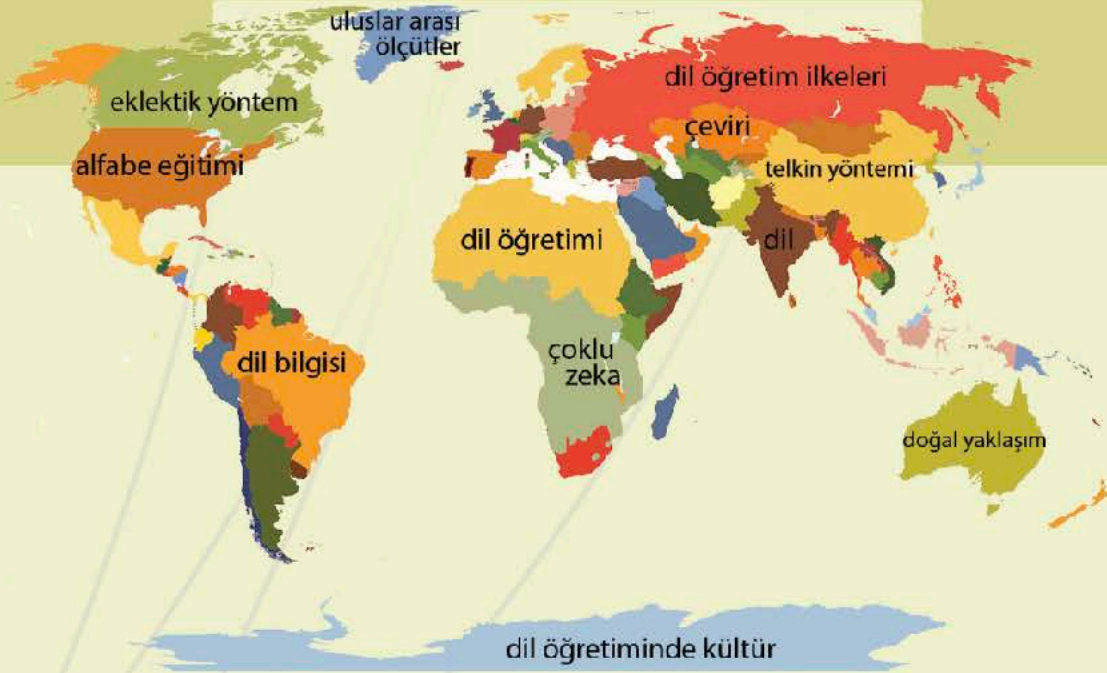 uluslar arası
ölçütler
eklektik yöntem
dil öğretim ilkeleri
çeviri
alfabe eğitimi
telkin yöntemi
dil öğretimi
dil
dil bilgisi
çoklu
zeka
doğal yaklaşım
dil öğretiminde kültür